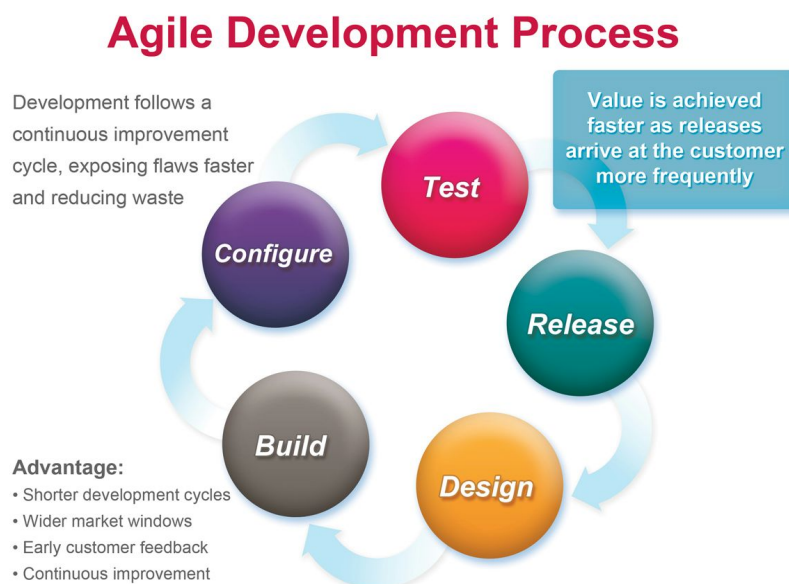 Agile Development Process
Development follows a
continuous improvement
cycle, exposing flaws faster
and reducing waste
Value is achieved
faster as releases
arrive at the customer
more frequently
Test
Configure
Release
Build
Design
Advantage:
• Shorter development cycles
• Wider market windows
• Early customer feedback
• Continuous improvement